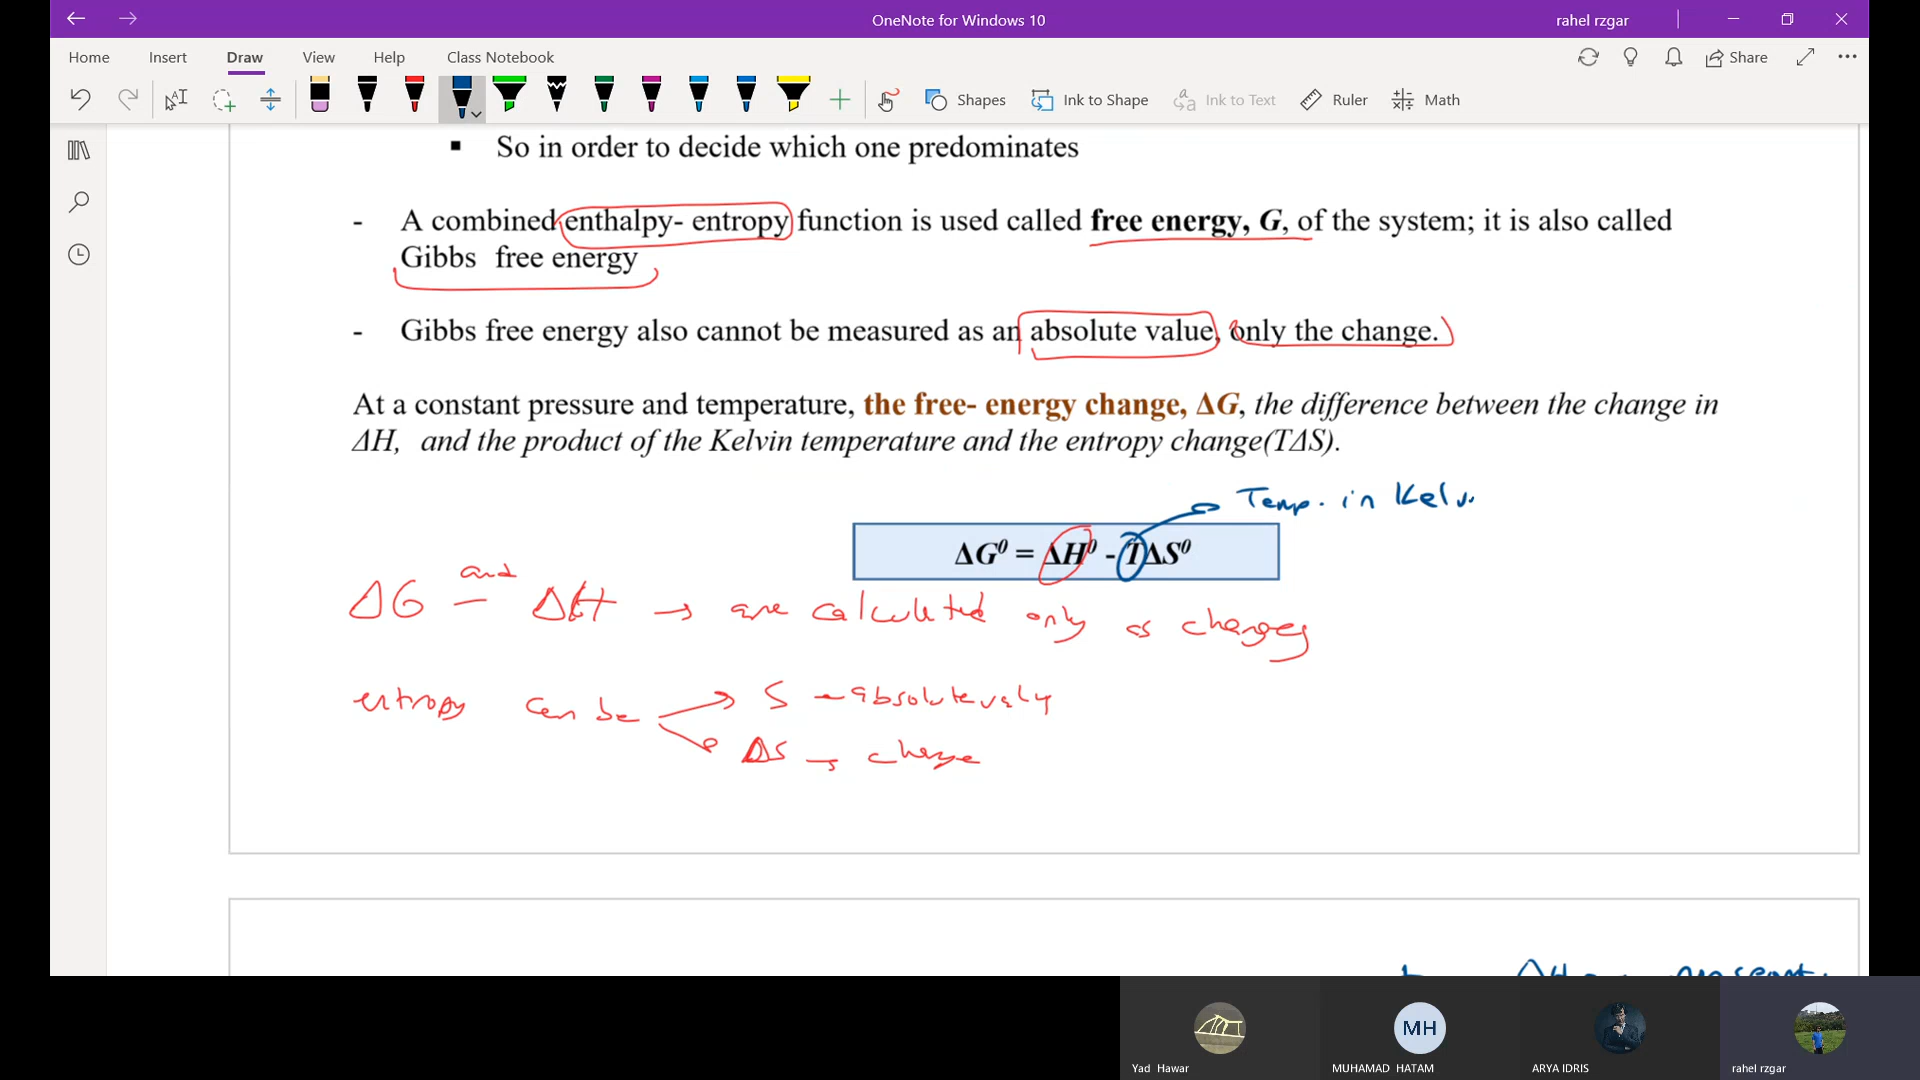 OneNote for Windows 10
rahel rzgar
Home Insert Draw View Help Class Notebook
Share
Shapes Ink to Shape Ink to Text Ruler Math
▪ So in order to decide which one predominates
- A combined enthalpy- entropy function is used called free energy, G, of the system; it is also called
Gibbs free energy
- Gibbs free energy also cannot be measured as an absolute value, only the change.
At a constant pressure and temperature, the free- energy change, ΔG, the difference between the change in
ΔH, and the product of the Kelvin temperature and the entropy change(TΔS).
Temp. in Kelv
ΔG⁰ = ΔH⁰ - TΔS⁰
and
ΔG – ΔH → are calculated only as changes
entropy can be → S – absolutevaly
→ ΔS → change
MH
Yad Hawar MUHAMAD HATAM ARYA IDRIS rahel rzgar